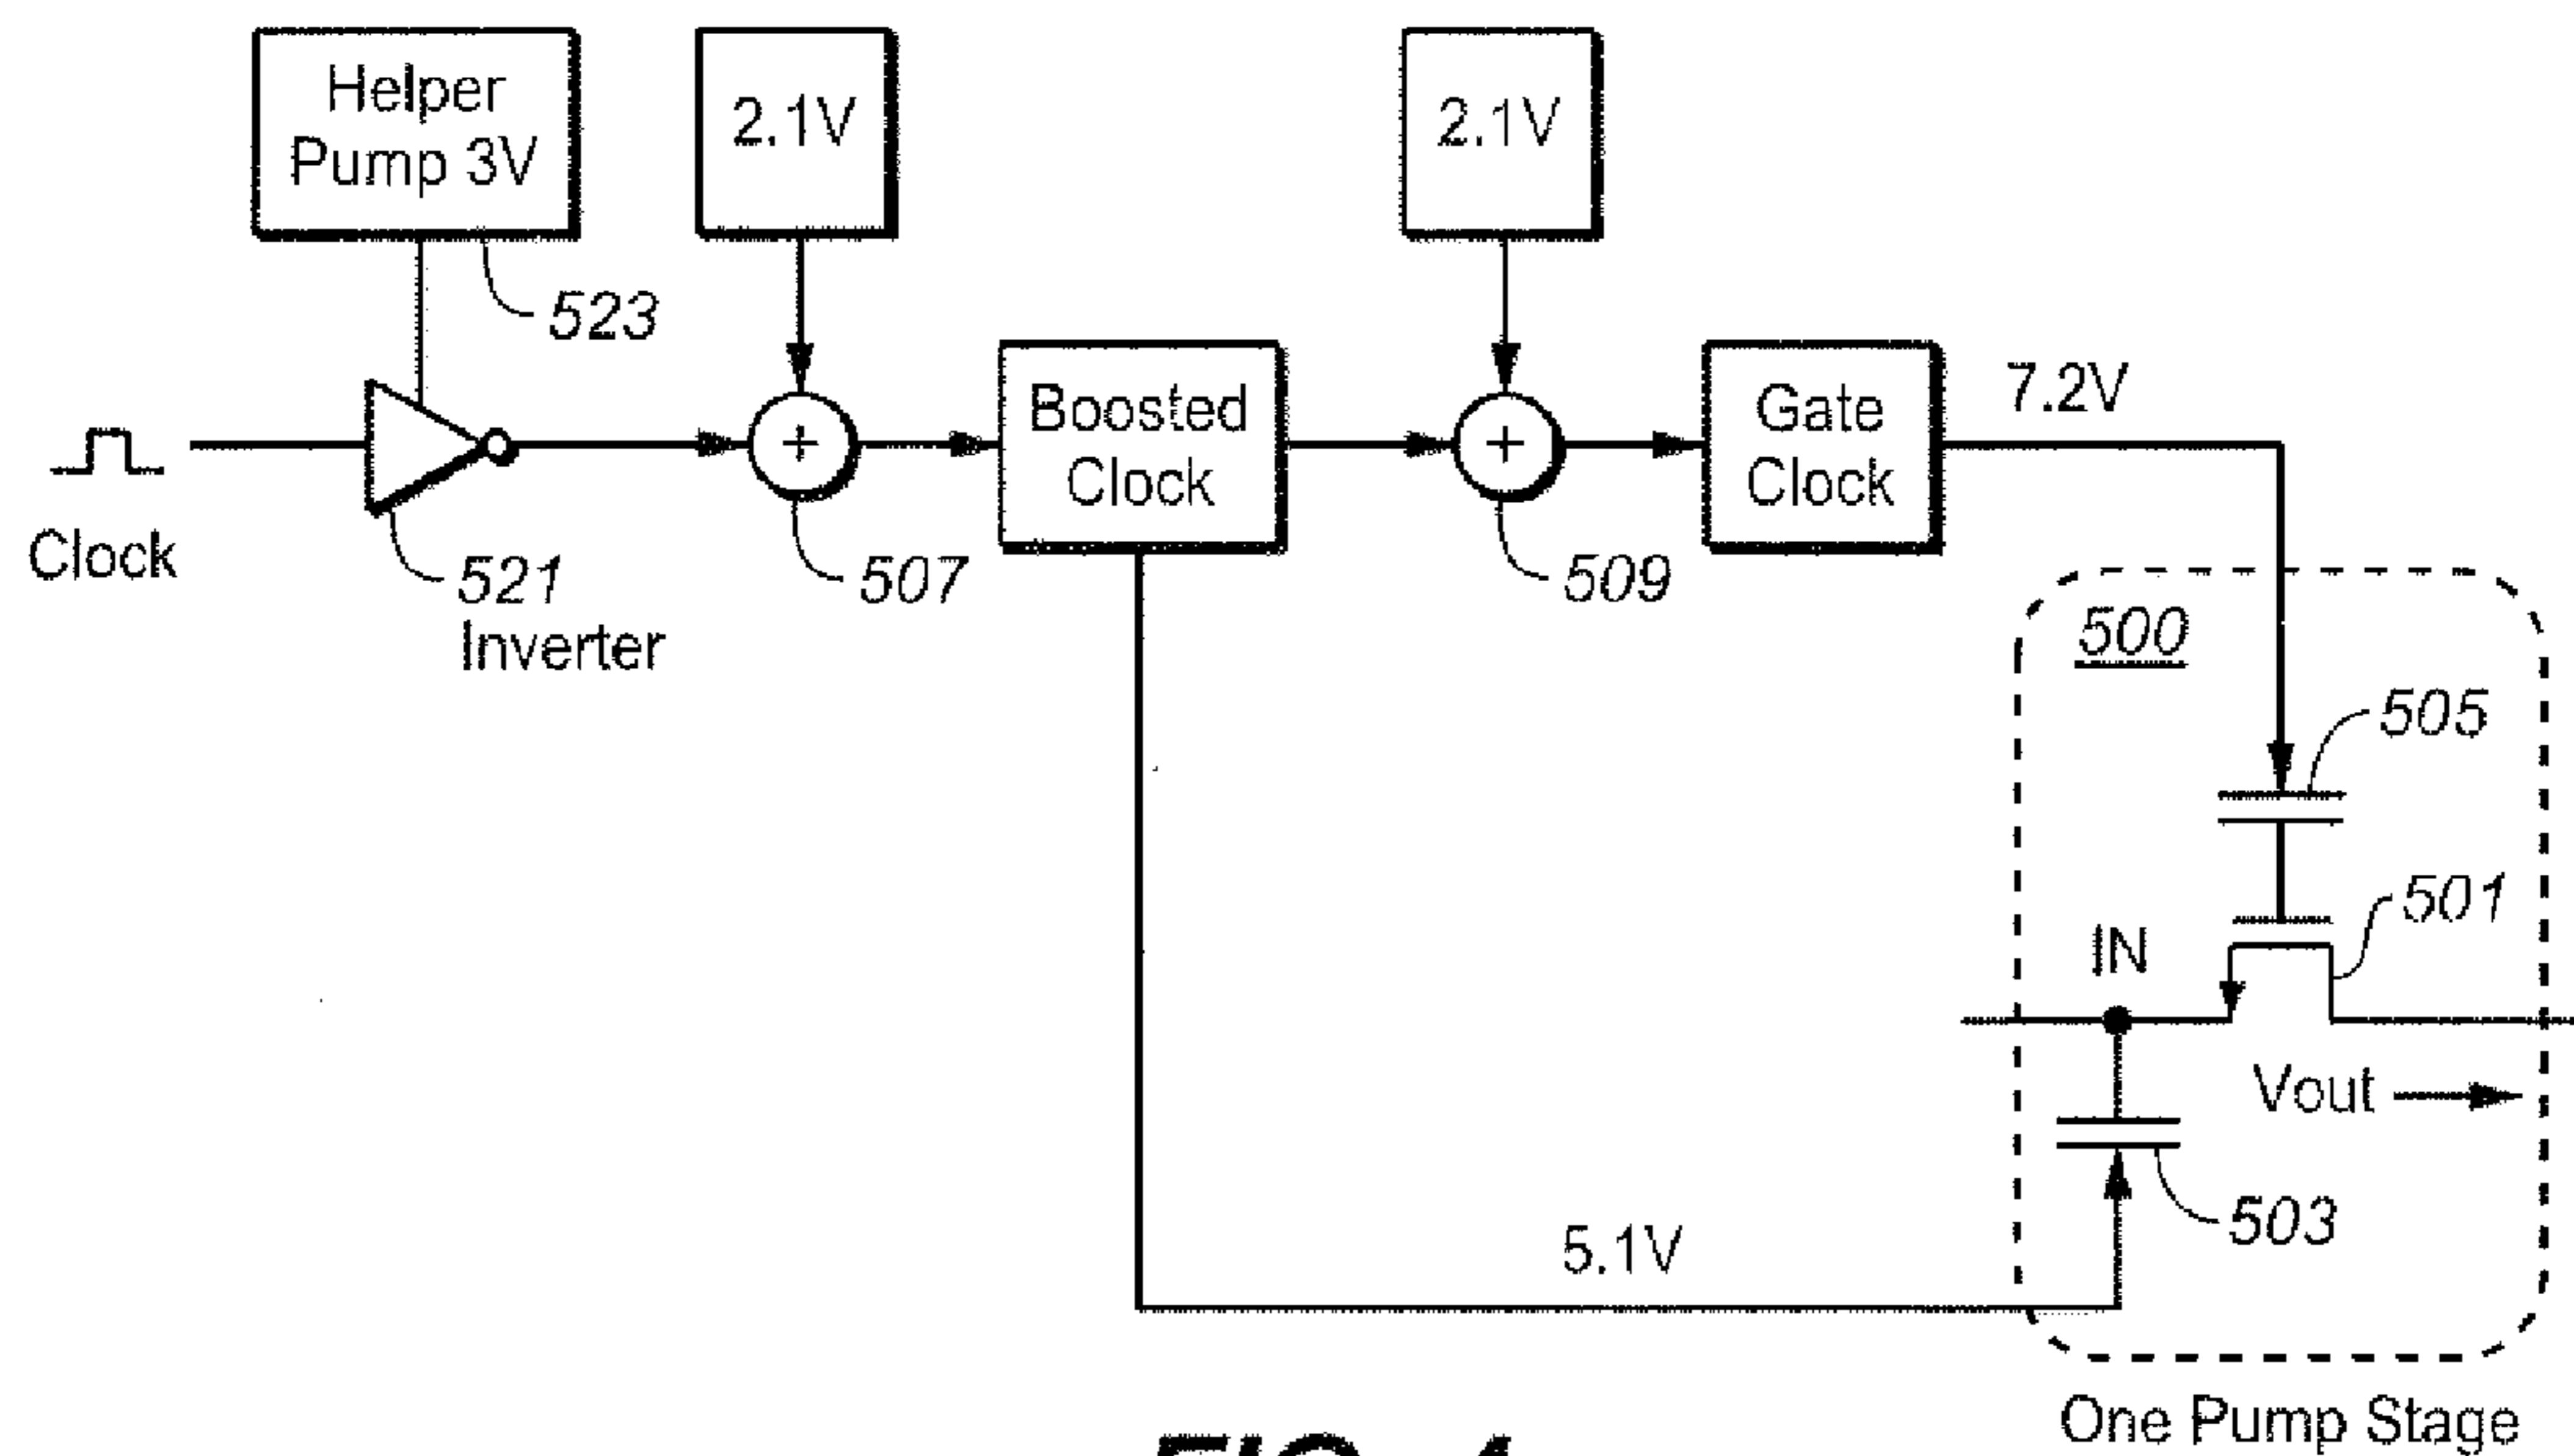 Helper
Pump 3V
2.1V
2.1V
523
Clock
521
Inverter
507
Boosted
Clock
509
Gate
Clock
7.2V
500
505
501
IN
Vout
503
5.1V
One Pump Stage